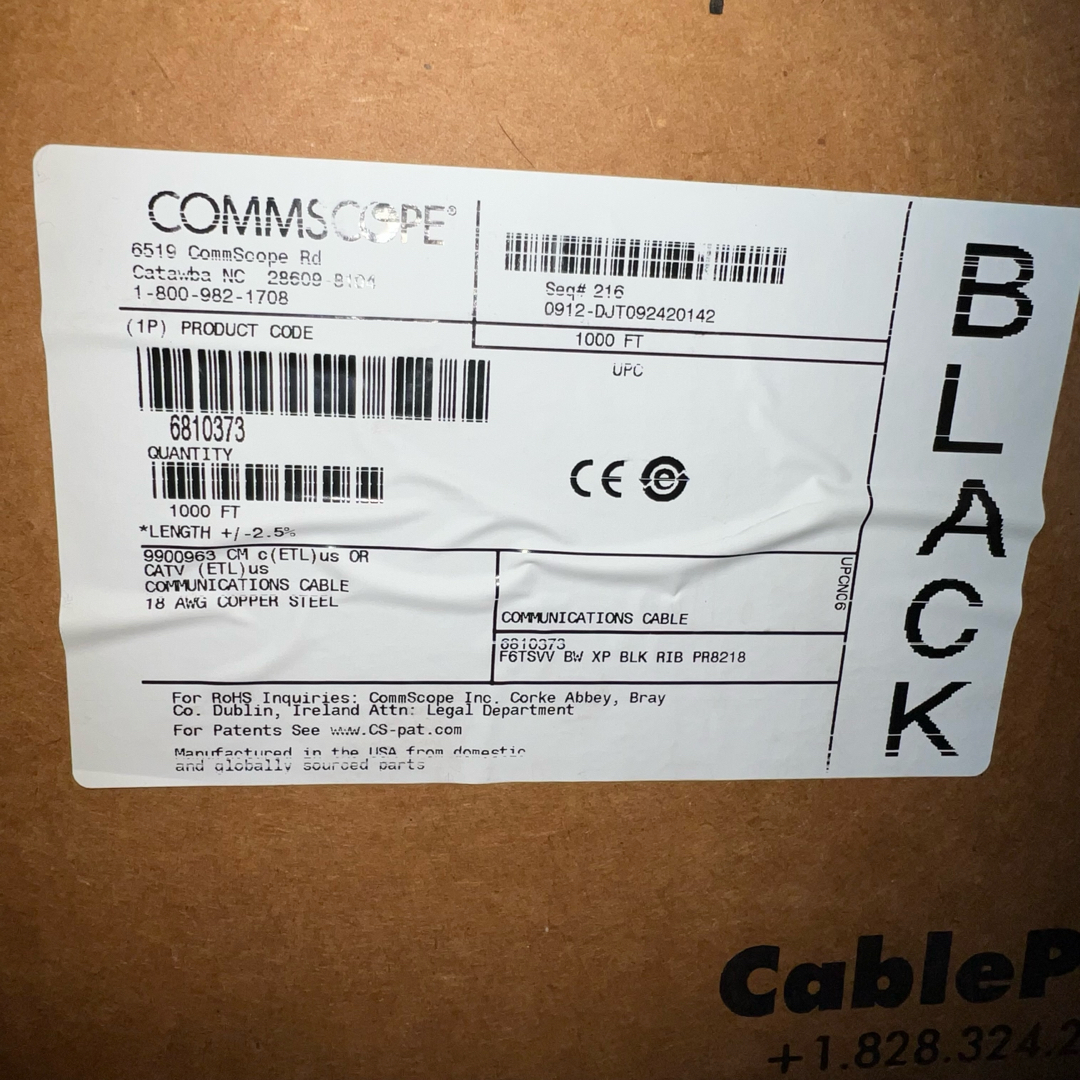 COMMSCOPE®
6519 CommScope Rd
Catawba NC 28609-8104
1-800-982-1708
Seq# 216
0912-DJT092420142
1000 FT
UPC
(1P) PRODUCT CODE
6810373
QUANTITY
1000 FT
*LENGTH +/-2.5%
CE
9900963 CM c(ETL)us OR
CATV (ETL)us
COMMUNICATIONS CABLE
18 AWG COPPER STEEL
COMMUNICATIONS CABLE
6810373
F6TSVV BW XP BLK RIB PR8218
UPCN06
For RoHS Inquiries: CommScope Inc. Corke Abbey, Bray
Co. Dublin, Ireland Attn: Legal Department
For Patents See www.CS-pat.com
Manufactured in the USA from domestic
and globally sourced parts
BLACK
CableP
+1.828.324.2